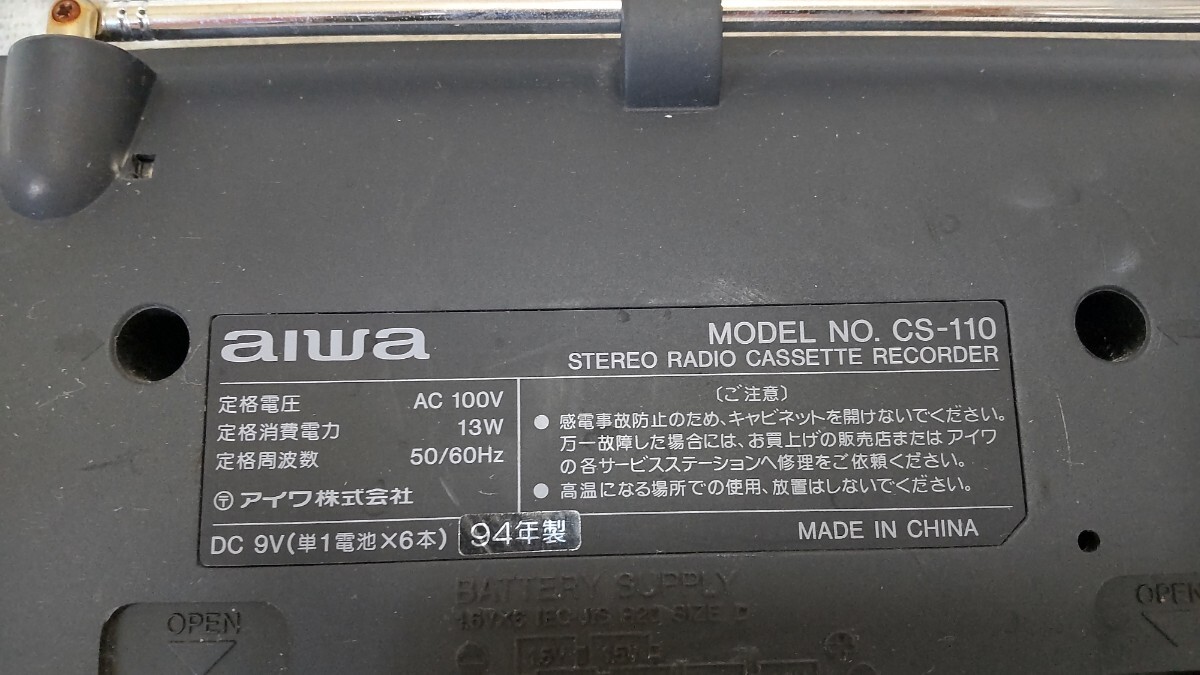 aiwa
MODEL NO. CS-110
STEREO RADIO CASSETTE RECORDER
定格電圧 AC 100V
定格消費電力 13W
定格周波数 50/60Hz
〒 アイワ株式会社
〔ご注意〕
● 感電事故防止のため、キャビネットを開けないでください。
万一故障した場合には、お買上げの販売店または アイワ
の各サービスステーションへ修理をご依頼ください。
● 高温になる場所での使用、放置はしないでください。
DC 9V(単1電池×6本) 94年製
MADE IN CHINA
BATTERY SUPPLY
1.5V×6 IEC JIS R20 SIZE D
OPEN
OPEN